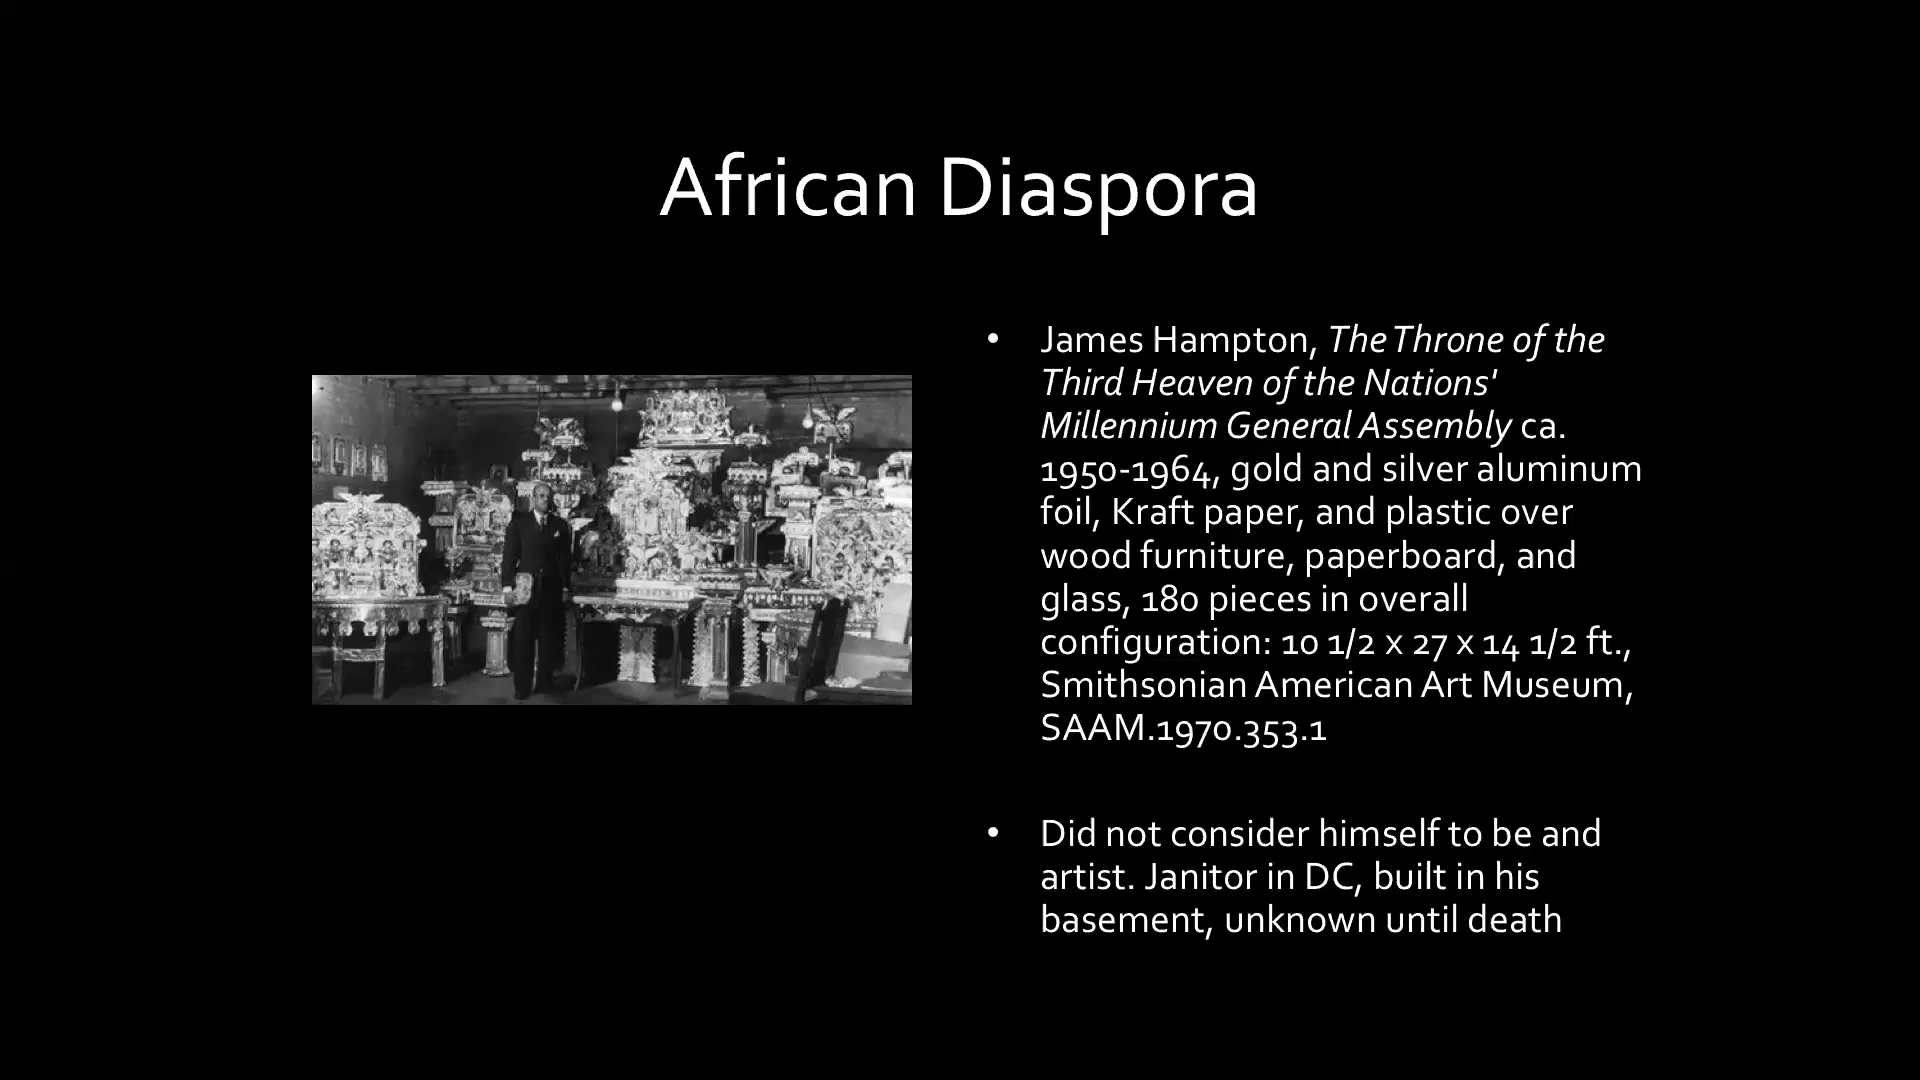 African Diaspora
• James Hampton, The Throne of the
Third Heaven of the Nations'
Millennium General Assembly ca.
1950-1964, gold and silver aluminum
foil, Kraft paper, and plastic over
wood furniture, paperboard, and
glass, 180 pieces in overall
configuration: 10 1/2 x 27 x 14 1/2 ft.,
Smithsonian American Art Museum,
SAAM.1970.353.1
• Did not consider himself to be and
artist. Janitor in DC, built in his
basement, unknown until death